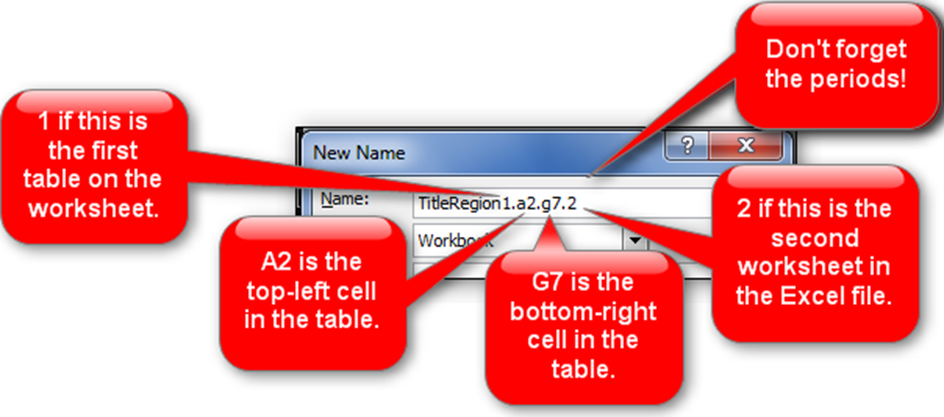 Don't forget
the periods!
1 if this is
the first
table on the
worksheet.
New Name
?
Name:
TitleRegion1.a2.g7.2
Workbook
A2 is the
top-left cell
in the table.
G7 is the
bottom-right
cell in the
table.
2 if this is the
second
worksheet in
the Excel file.